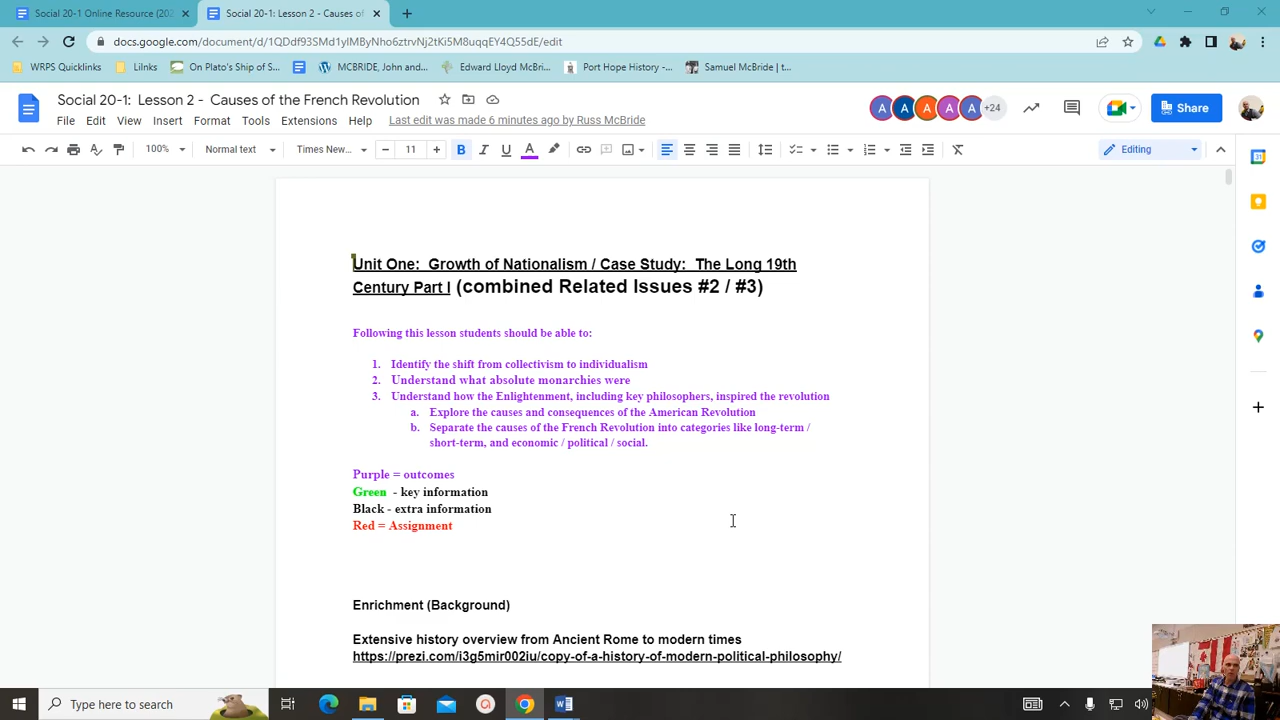 Social 20-1 Online Resource (202
Social 20-1: Lesson 2 - Causes of
docs.google.com/document/d/1QDdf93SMd1ylMByNho6ztrvNj2tKi5M8uqqEY4Q55dE/edit
WRPS Quicklinks
LiInks
On Plato's Ship of S...
MCBRIDE, John and...
Edward Lloyd McBri...
Port Hope History -...
Samuel McBride | t...
Social 20-1: Lesson 2 - Causes of the French Revolution
A A A A A +24
Share
File Edit View Insert Format Tools Extensions Help Last edit was made 6 minutes ago by Russ McBride
100% Normal text Times New... 11 B I U A Editing
Unit One: Growth of Nationalism / Case Study: The Long 19th
Century Part I (combined Related Issues #2 / #3)
Following this lesson students should be able to:
1. Identify the shift from collectivism to individualism
2. Understand what absolute monarchies were
3. Understand how the Enlightenment, including key philosophers, inspired the revolution
a. Explore the causes and consequences of the American Revolution
b. Separate the causes of the French Revolution into categories like long-term /
short-term, and economic / political / social.
Purple = outcomes
Green - key information
Black - extra information
Red = Assignment
Enrichment (Background)
Extensive history overview from Ancient Rome to modern times
https://prezi.com/i3g5mir002iu/copy-of-a-history-of-modern-political-philosophy/
Type here to search